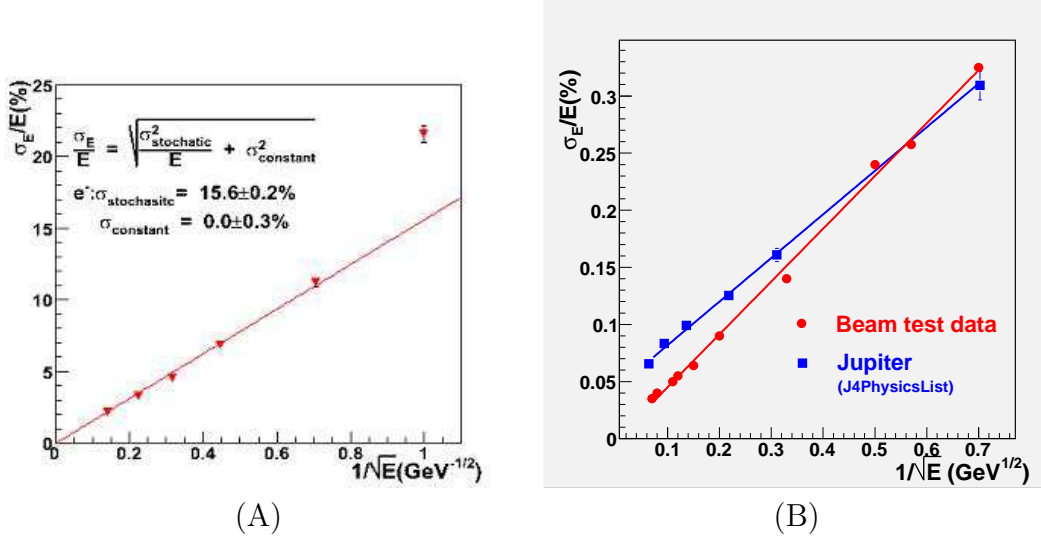 25
20
15
10
5
0
σE/E(%)
σE/E = √σ²stochatic/E + σ²constant
e⁻:σstochasitc = 15.6±0.2%
σconstant = 0.0±0.3%
0 0.2 0.4 0.6 0.8 1
1/√E(GeV-1/2)
(A)
0.3
0.25
0.2
0.15
0.1
0.05
0
σE/E(%)
Beam test data
Jupiter
(J4PhysicsList)
0.1 0.2 0.3 0.4 0.5 0.6 0.7
1/√E (GeV1/2)
(B)